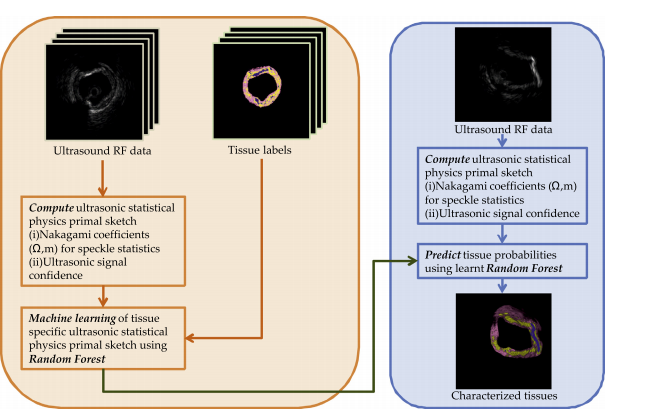 Ultrasound RF data
Tissue labels
Compute ultrasonic statistical
physics primal sketch
(i)Nakagami coefficients
(Ω,m) for speckle statistics
(ii)Ultrasonic signal
confidence
Machine learning of tissue
specific ultrasonic statistical
physics primal sketch using
Random Forest
Ultrasound RF data
Compute ultrasonic statistical
physics primal sketch
(i)Nakagami coefficients (Ω,m)
for speckle statistics
(ii)Ultrasonic signal confidence
Predict tissue probabilities
using learnt Random Forest
Characterized tissues